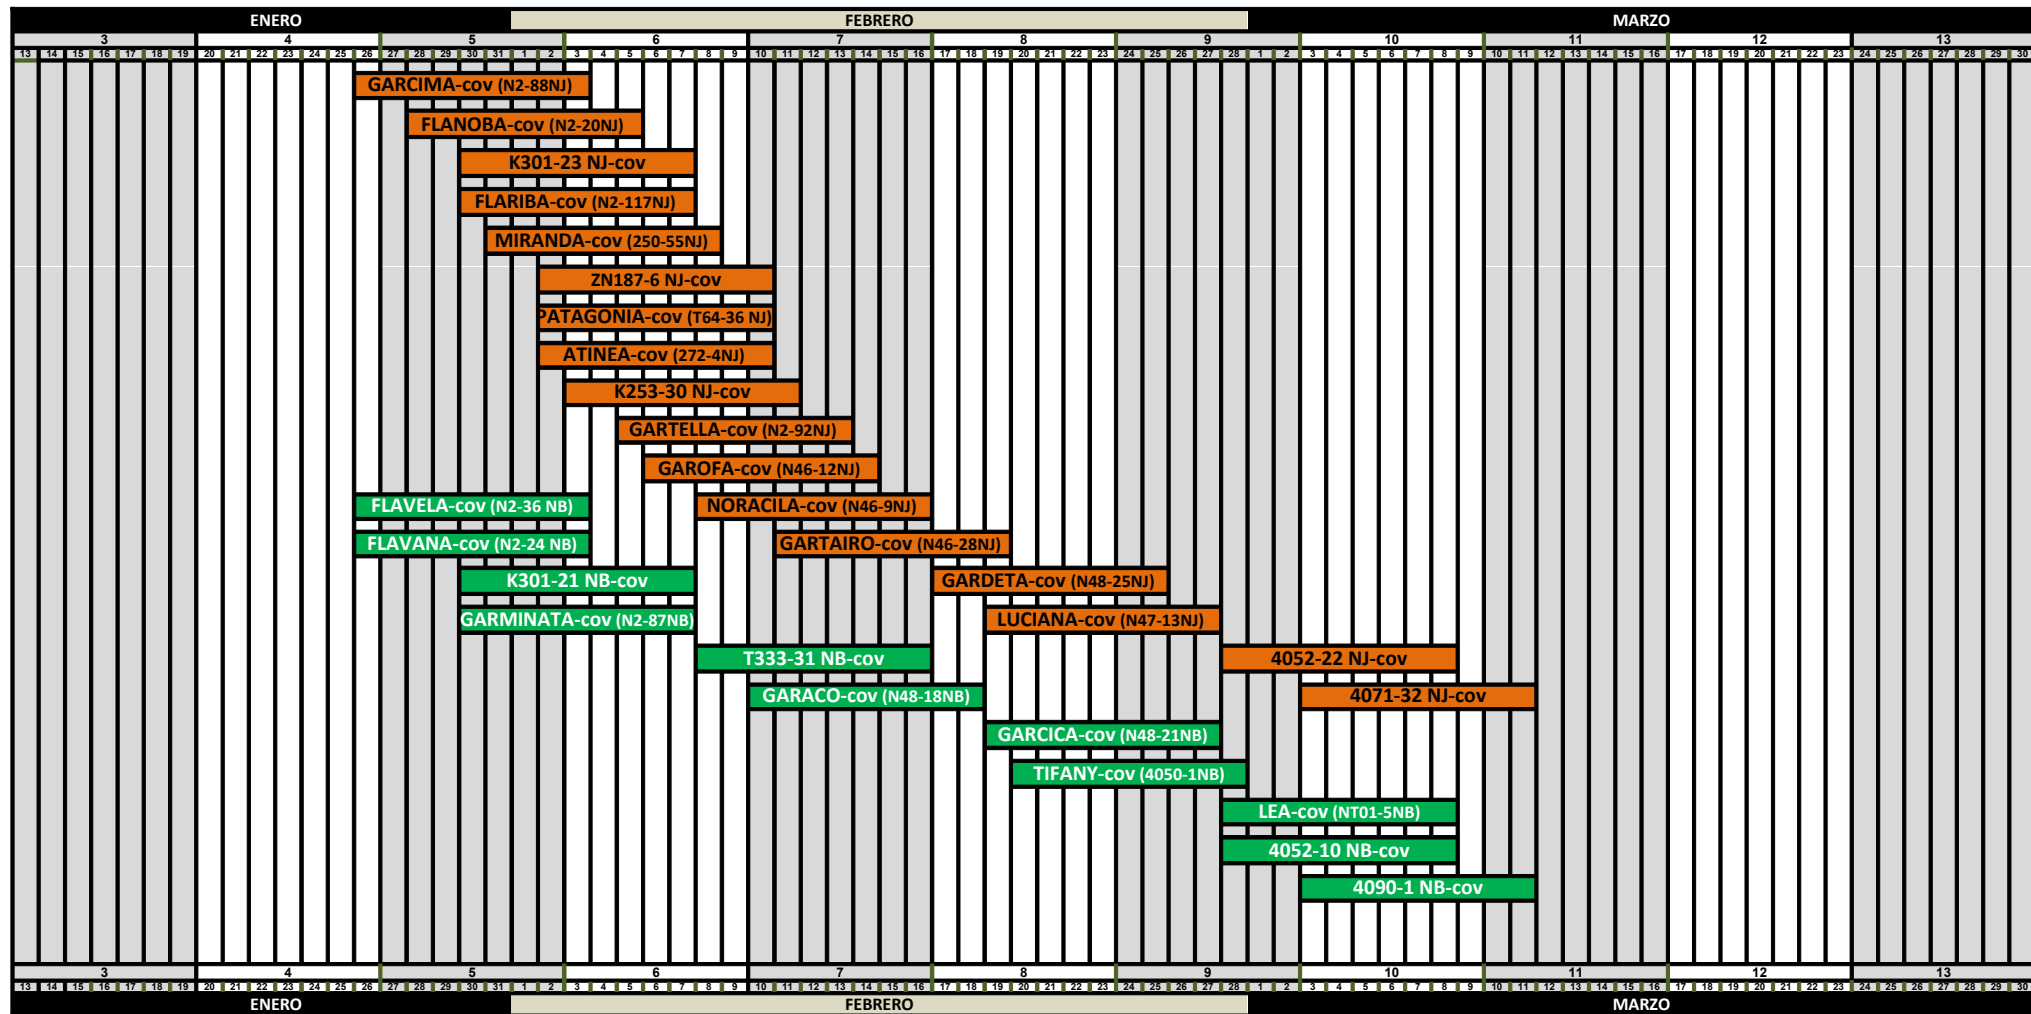 ENERO FEBRERO MARZO
3 4 5 6 7 8 9 10 11 12 13
13 14 15 16 17 18 19 20 21 22 23 24 25 26 27 28 29 30 31 1 2 3 4 5 6 7 8 9 10 11 12 13 14 15 16 17 18 19 20 21 22 23 24 25 26 27 28 1 2 3 4 5 6 7 8 9 10 11 12 13 14 15 16 17 18 19 20 21 22 23 24 25 26 27 28 29 30
GARCIMA-cov (N2-88NJ)
FLANOBA-cov (N2-20NJ)
K301-23 NJ-cov
FLARIBA-cov (N2-117NJ)
MIRANDA-cov (250-55NJ)
ZN187-6 NJ-cov
PATAGONIA-cov (T64-36 NJ)
ATINEA-cov (272-4NJ)
K253-30 NJ-cov
GARTELLA-cov (N2-92NJ)
GAROFA-cov (N46-12NJ)
FLAVELA-cov (N2-36 NB) NORACILA-cov (N46-9NJ)
FLAVANA-cov (N2-24 NB) GARTAIRO-cov (N46-28NJ)
K301-21 NB-cov GARDETA-cov (N48-25NJ)
GARMINATA-cov (N2-87NB) LUCIANA-cov (N47-13NJ)
T333-31 NB-cov 4052-22 NJ-cov
GARACO-cov (N48-18NB) 4071-32 NJ-cov
GARCICA-cov (N48-21NB)
TIFANY-cov (4050-1NB)
LEA-cov (NT01-5NB)
4052-10 NB-cov
4090-1 NB-cov
3 4 5 6 7 8 9 10 11 12 13
13 14 15 16 17 18 19 20 21 22 23 24 25 26 27 28 29 30 31 1 2 3 4 5 6 7 8 9 10 11 12 13 14 15 16 17 18 19 20 21 22 23 24 25 26 27 28 1 2 3 4 5 6 7 8 9 10 11 12 13 14 15 16 17 18 19 20 21 22 23 24 25 26 27 28 29 30
ENERO FEBRERO MARZO